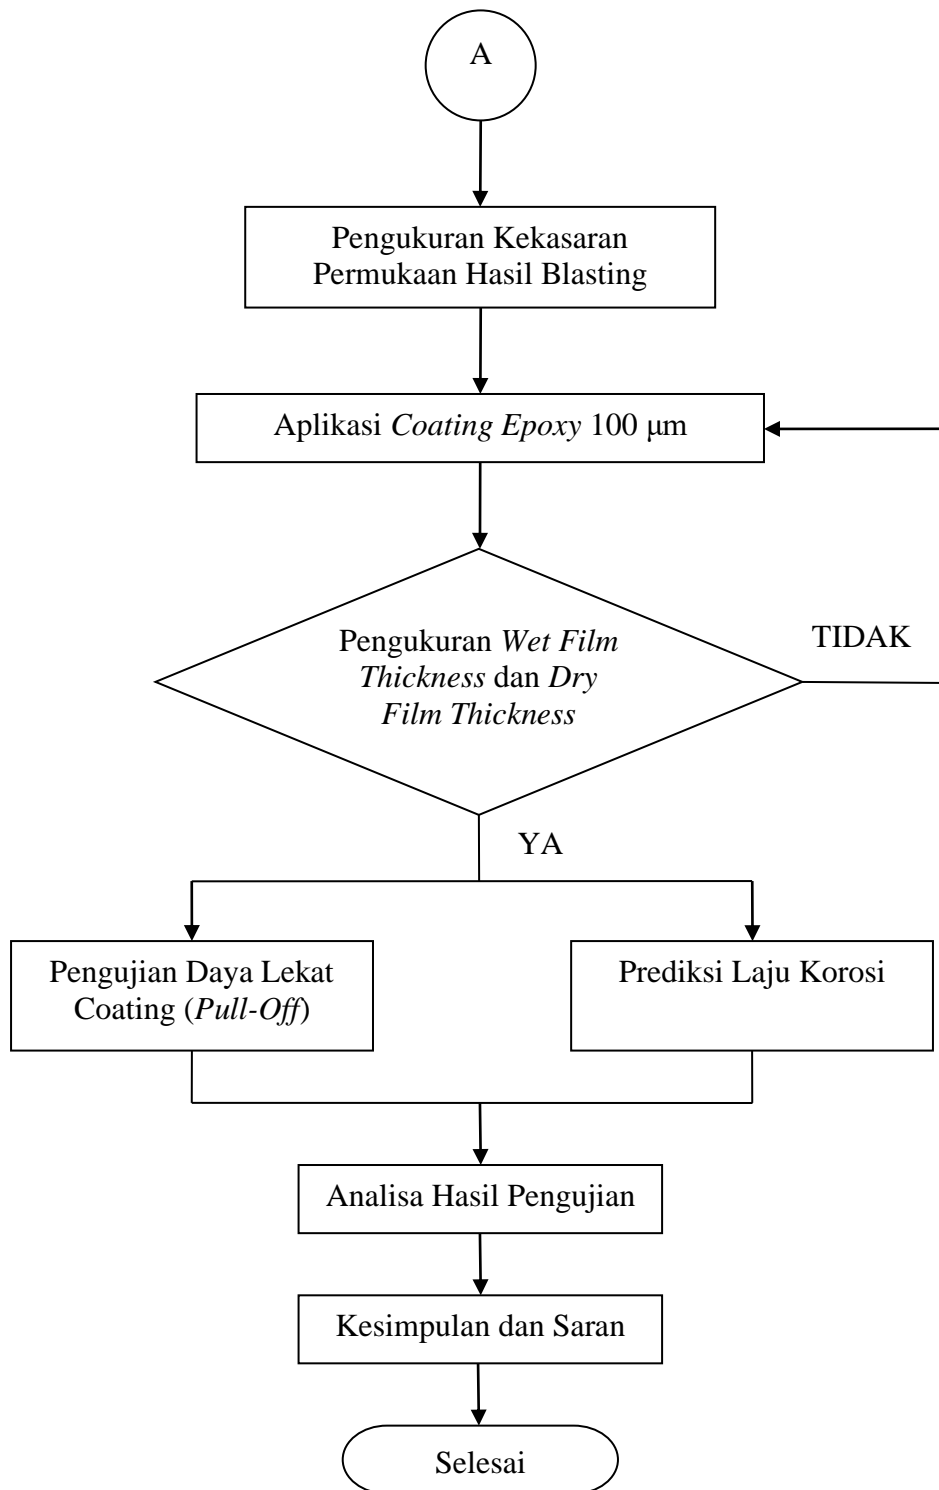 A
Pengukuran Kekasaran
Permukaan Hasil Blasting
Aplikasi Coating Epoxy 100 μm
Pengukuran Wet Film
Thickness dan Dry
Film Thickness
TIDAK
YA
Pengujian Daya Lekat
Coating (Pull-Off)
Prediksi Laju Korosi
Analisa Hasil Pengujian
Kesimpulan dan Saran
Selesai